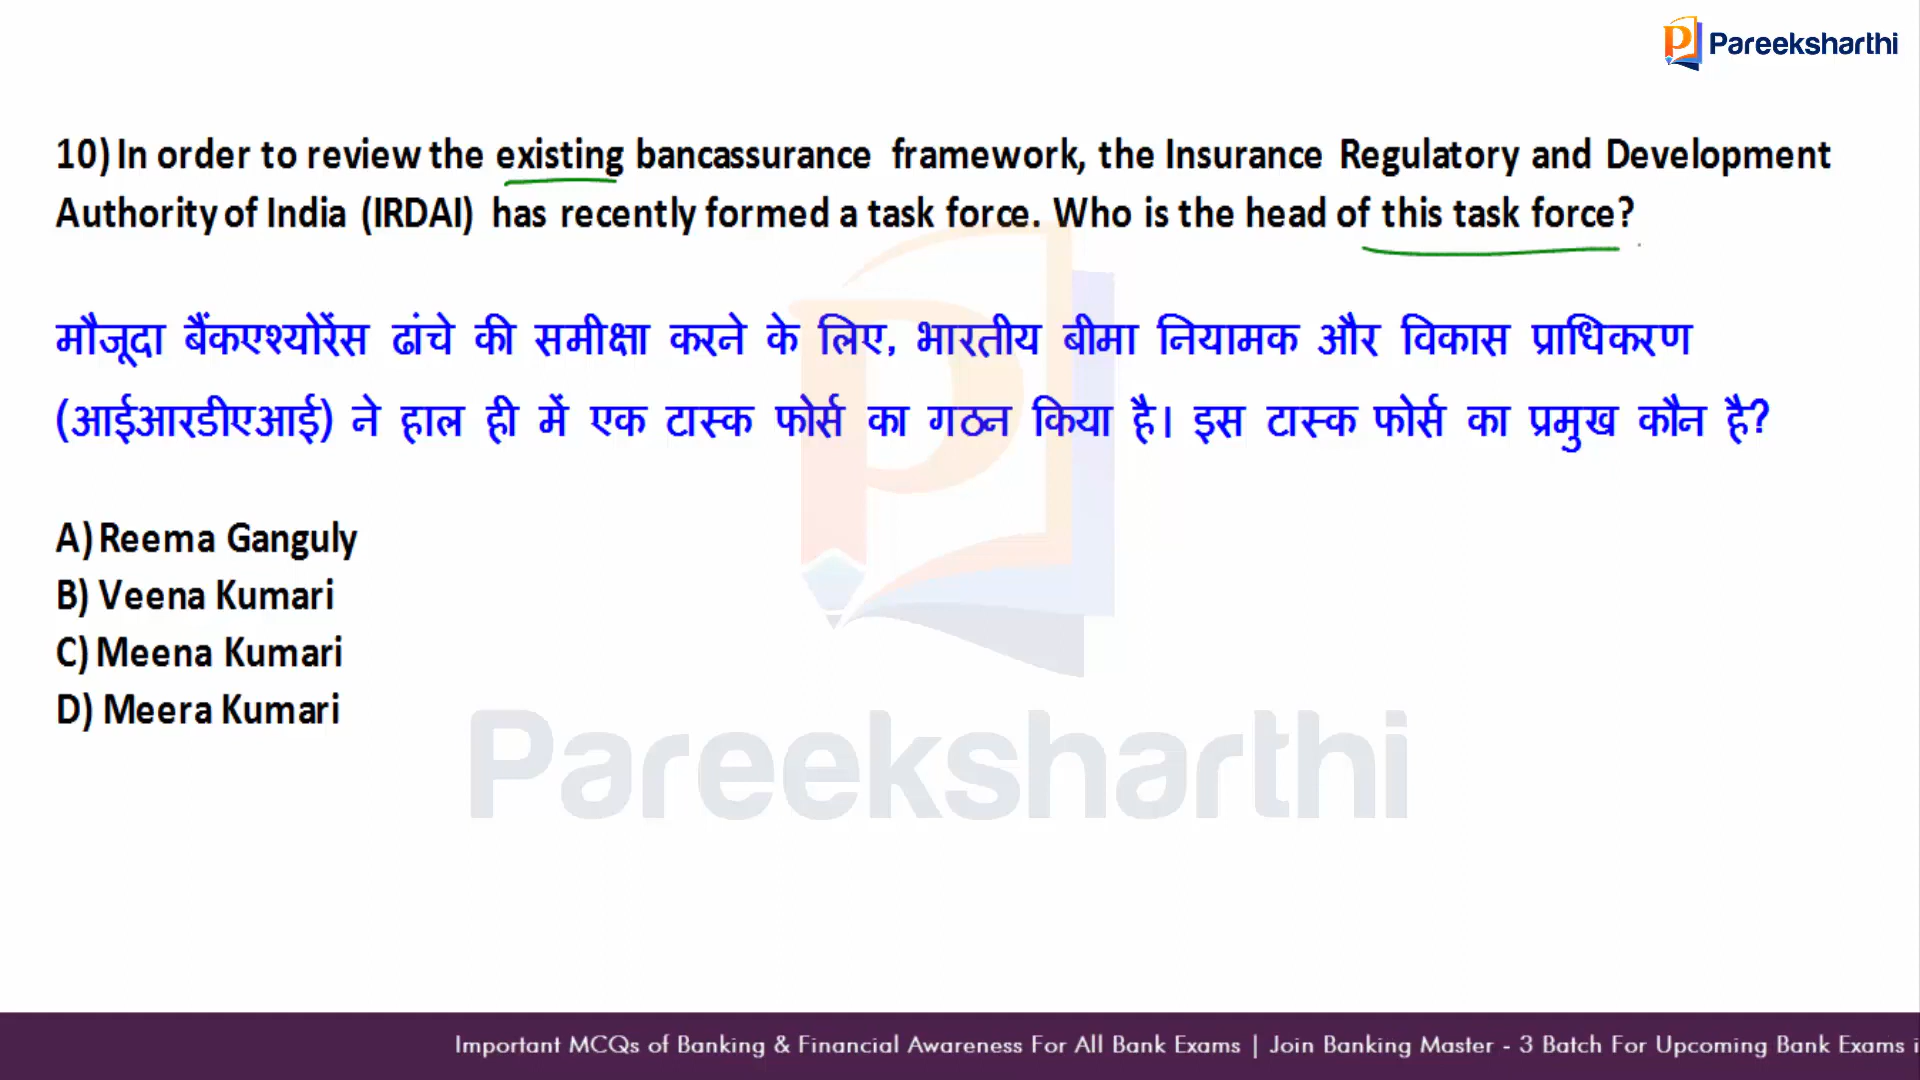 Pareeksharthi
10) In order to review the existing bancassurance framework, the Insurance Regulatory and Development
Authority of India (IRDAI) has recently formed a task force. Who is the head of this task force?
मौजूदा बैंकएश्योरेंस ढांचे की समीक्षा करने के लिए, भारतीय बीमा नियामक और विकास प्राधिकरण
(आईआरडीएआई) ने हाल ही में एक टास्क फोर्स का गठन किया है। इस टास्क फोर्स का प्रमुख कौन है?
A) Reema Ganguly
B) Veena Kumari
C) Meena Kumari
D) Meera Kumari
Pareeksharthi
Important MCQs of Banking & Financial Awareness For All Bank Exams | Join Banking Master - 3 Batch For Upcoming Bank Exams i